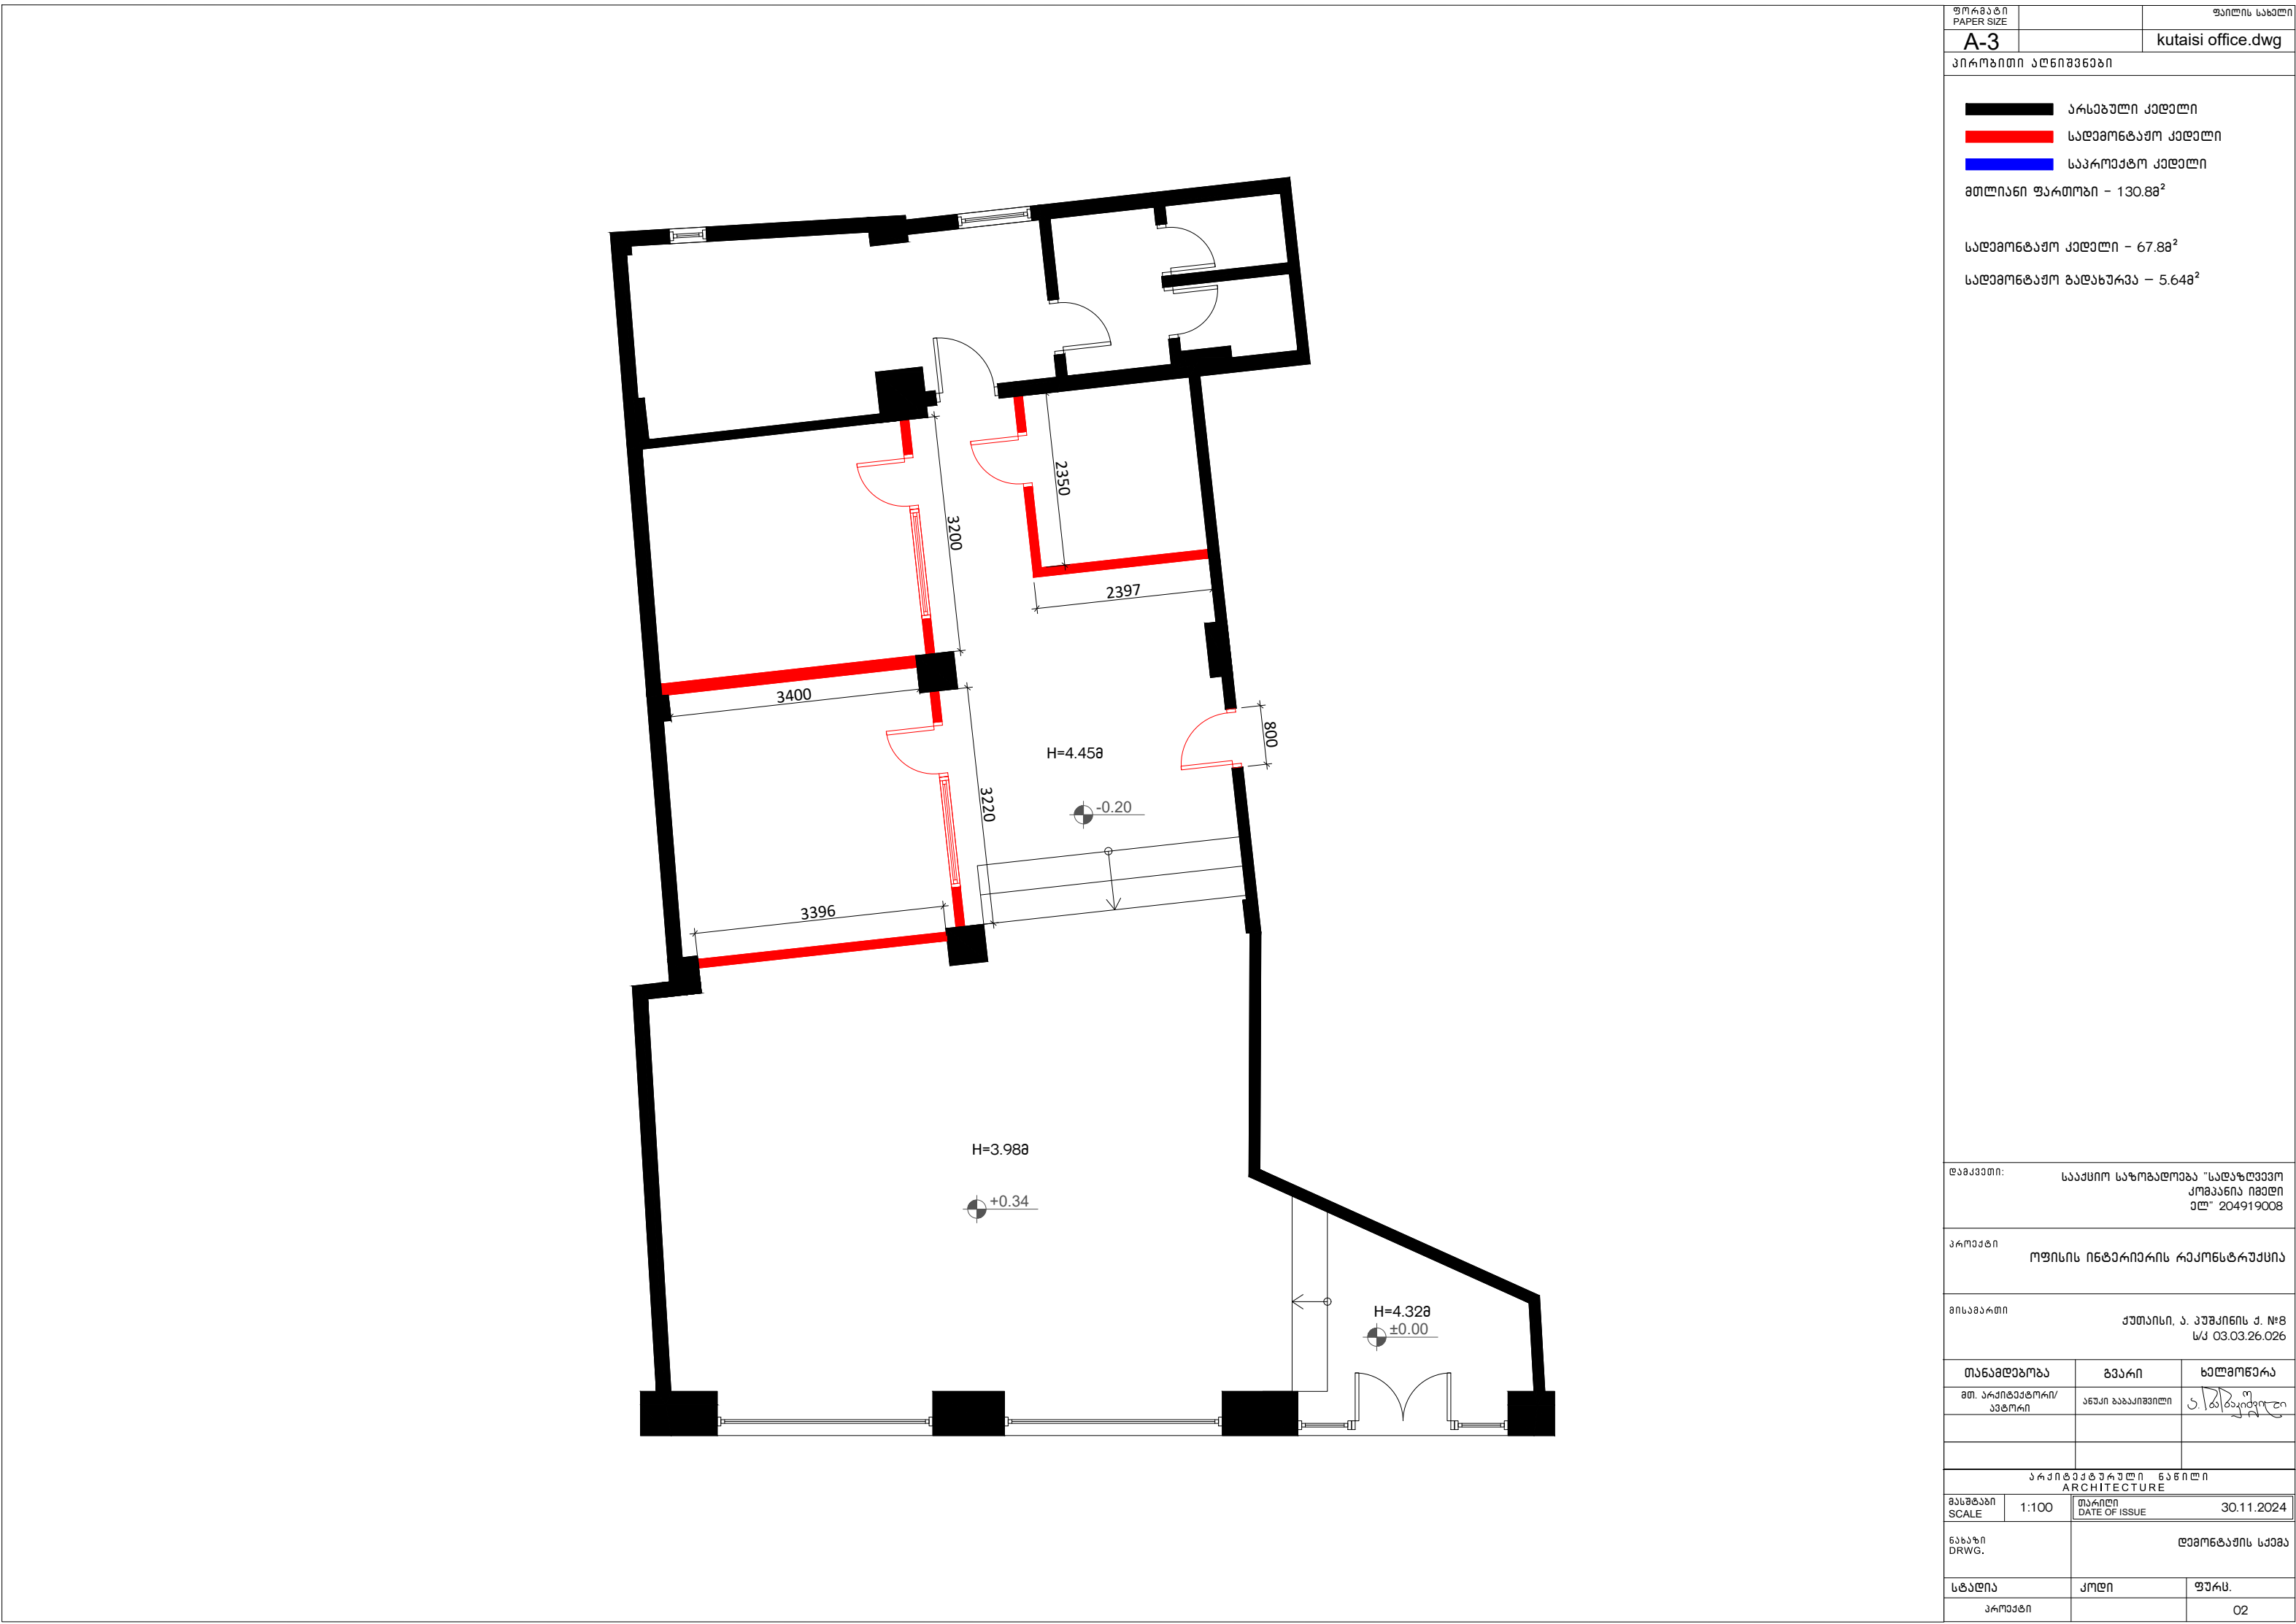 ფორმატი
PAPER SIZE
ფაილის სახელი
A-3
kutaisi office.dwg
პირობითი აღნიშვნები
არსებული კედელი
სადემონტაჟო კედელი
საპროექტო კედელი
მთლიანი ფართობი - 130.8მ²
სადემონტაჟო კედელი - 67.8მ²
სადემონტაჟო გადახურვა – 5.64მ²
2350
3200
2397
3400
800
H=4.45მ
-0.20
3220
3396
H=3.98მ
+0.34
H=4.32მ
±0.00
დამკვეთი:
სააქციო საზოგადოება "სადაზღვევო
კომპანია იმედი
ელ" 204919008
პროექტი
ოფისის ინტერიერის რეკონსტრუქცია
მისამართი
ქუთაისი, ა. პუშკინის ქ. №8
ს/კ 03.03.26.026
თანამდებობა
გვარი
ხელმოწერა
მთ. არქიტექტორი/
ავტორი
ანუკი ბაბაკიშვილი
ა. ბაბაკიშვილი
არქიტექტურული ნაწილი
ARCHITECTURE
მასშტაბი
SCALE
1:100
თარიღი
DATE OF ISSUE
30.11.2024
ნახაზი
DRWG.
დემონტაჟის სქემა
სტადია
კოდი
ფურც.
პროექტი
02